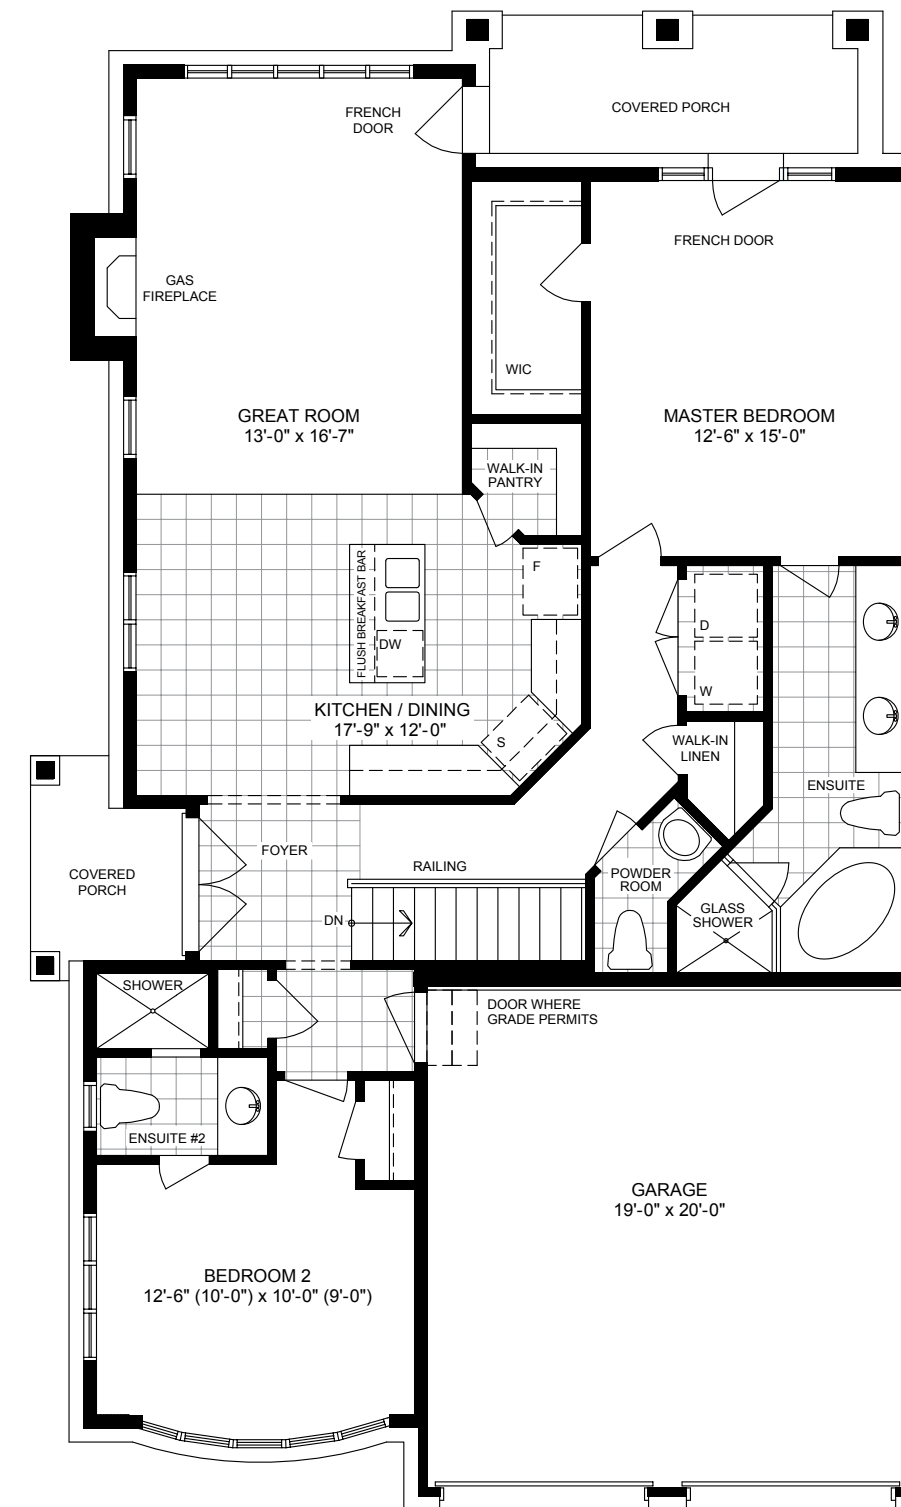 COVERED PORCH
FRENCH
DOOR
FRENCH DOOR
GAS
FIREPLACE
WIC
GREAT ROOM
13'-0" x 16'-7"
MASTER BEDROOM
12'-6" x 15'-0"
WALK-IN
PANTRY
F
FLUSH BREAKFAST BAR
DW
D
W
KITCHEN / DINING
17'-9" x 12'-0"
S
WALK-IN
LINEN
ENSUITE
FOYER
RAILING
COVERED
PORCH
POWDER
ROOM
GLASS
SHOWER
DN
SHOWER
DOOR WHERE
GRADE PERMITS
ENSUITE #2
GARAGE
19'-0" x 20'-0"
BEDROOM 2
12'-6" (10'-0") x 10'-0" (9'-0")